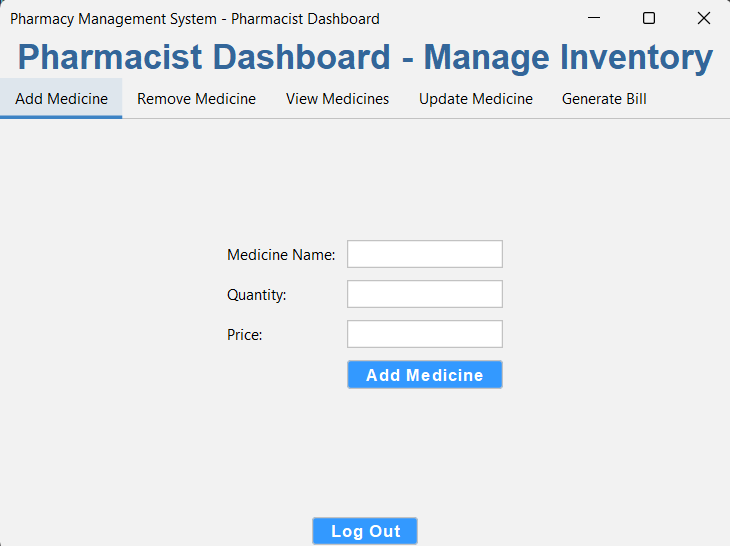 Pharmacy Management System - Pharmacist Dashboard
Pharmacist Dashboard - Manage Inventory
Add Medicine Remove Medicine View Medicines Update Medicine Generate Bill
Medicine Name:
Quantity:
Price:
Add Medicine
Log Out